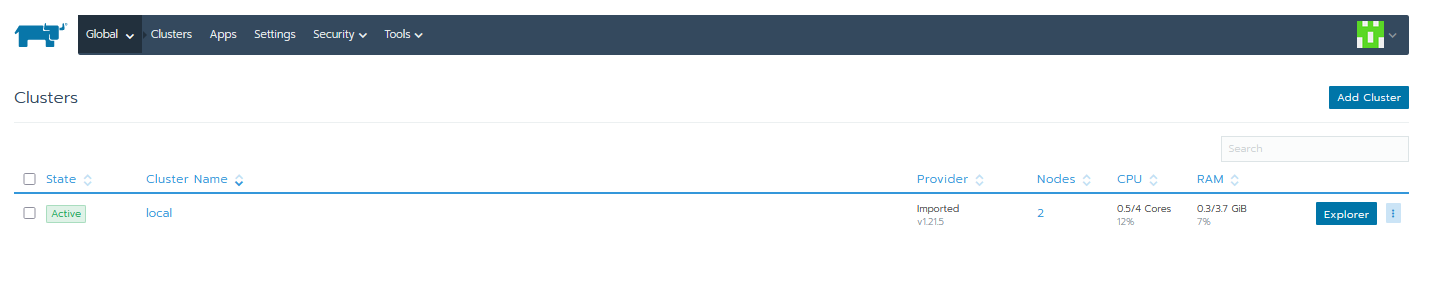 Global Clusters Apps Settings Security Tools
Clusters
Add Cluster
Search
State Cluster Name Provider Nodes CPU RAM
Active local Imported 2 0.5/4 Cores 0.3/3.7 GiB Explorer
v1.21.5 12% 7%